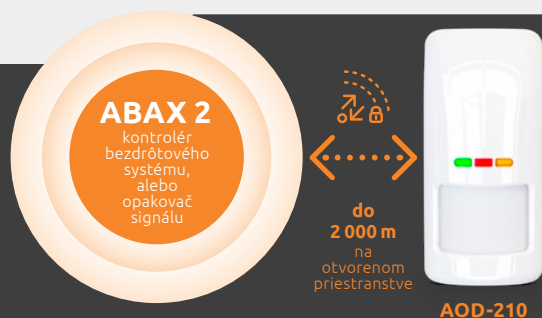 ABAX 2
kontrolér
bezdrôtového
systému,
alebo
opakovač
signálu
do
2 000 m
na
otvorenom
priestranstve
AOD-210